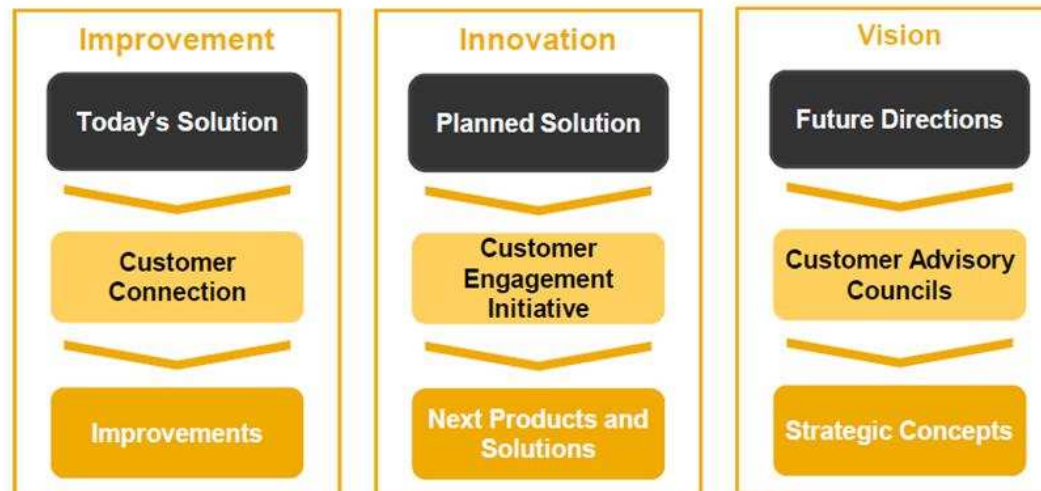 Improvement
Today's Solution
Customer
Connection
Improvements
Innovation
Planned Solution
Customer
Engagement
Initiative
Next Products and
Solutions
Vision
Future Directions
Customer Advisory
Councils
Strategic Concepts